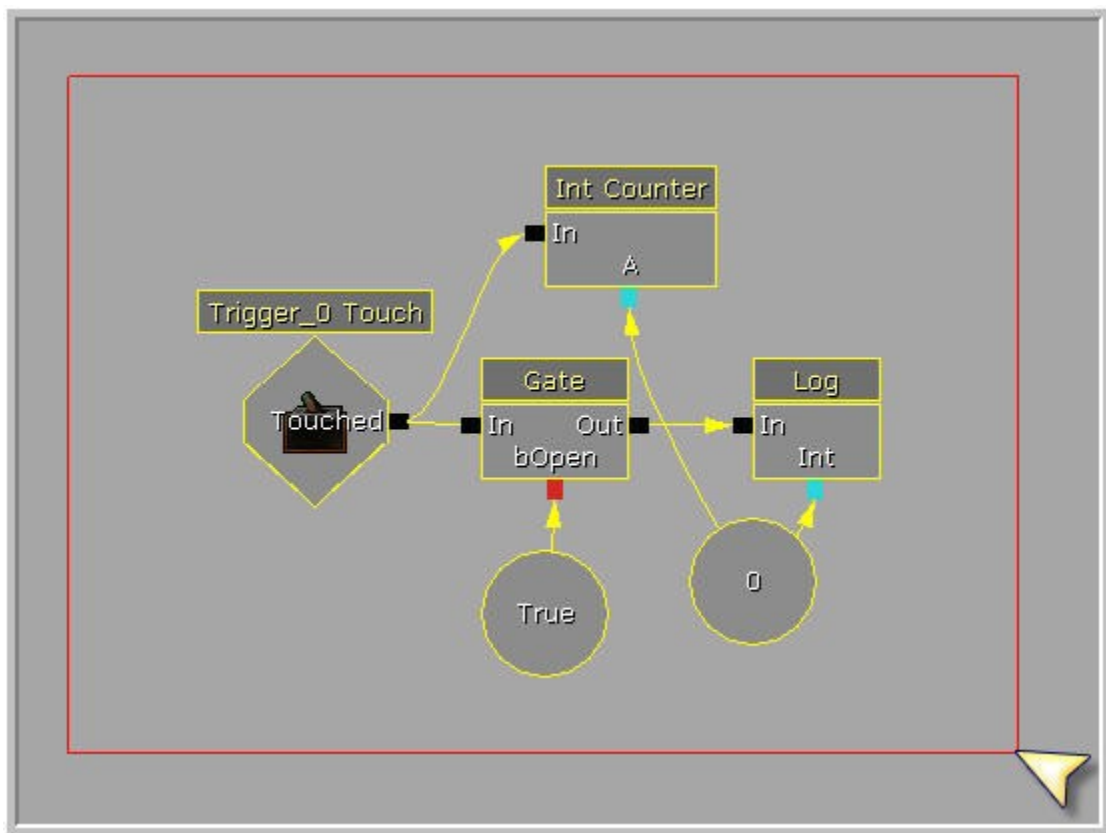 Int Counter
In
A
Trigger_0 Touch
Touched
Gate
In Out
bOpen
Log
In
Int
True
0